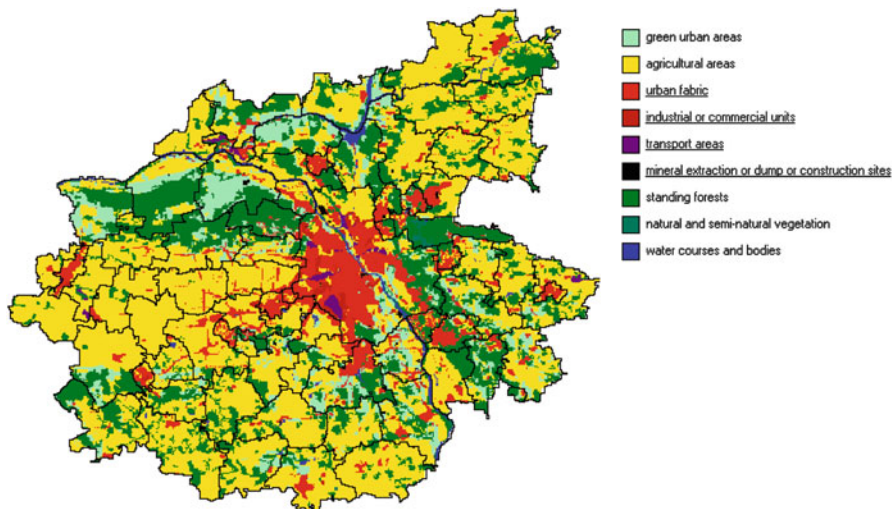 green urban areas
agricultural areas
urban fabric
industrial or commercial units
transport areas
mineral extraction or dump or construction sites
standing forests
natural and semi-natural vegetation
water courses and bodies